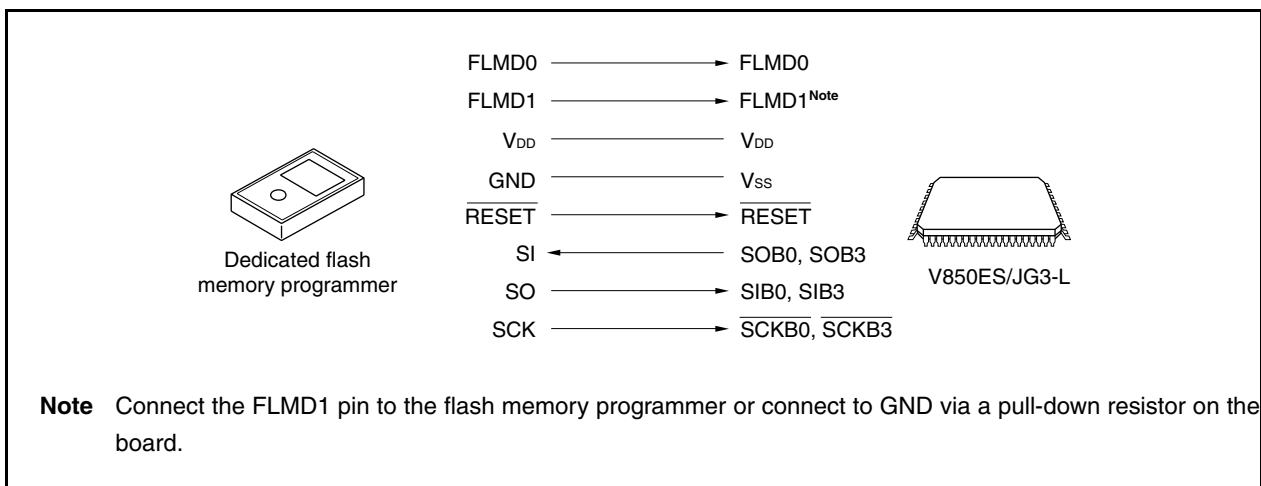 FLMD0 FLMD0
FLMD1 FLMD1Note
VDD VDD
GND VSS
RESET RESET
SI SOB0, SOB3
SO SIB0, SIB3
SCK SCKB0, SCKB3
Dedicated flash
memory programmer
V850ES/JG3-L
Note Connect the FLMD1 pin to the flash memory programmer or connect to GND via a pull-down resistor on the
board.